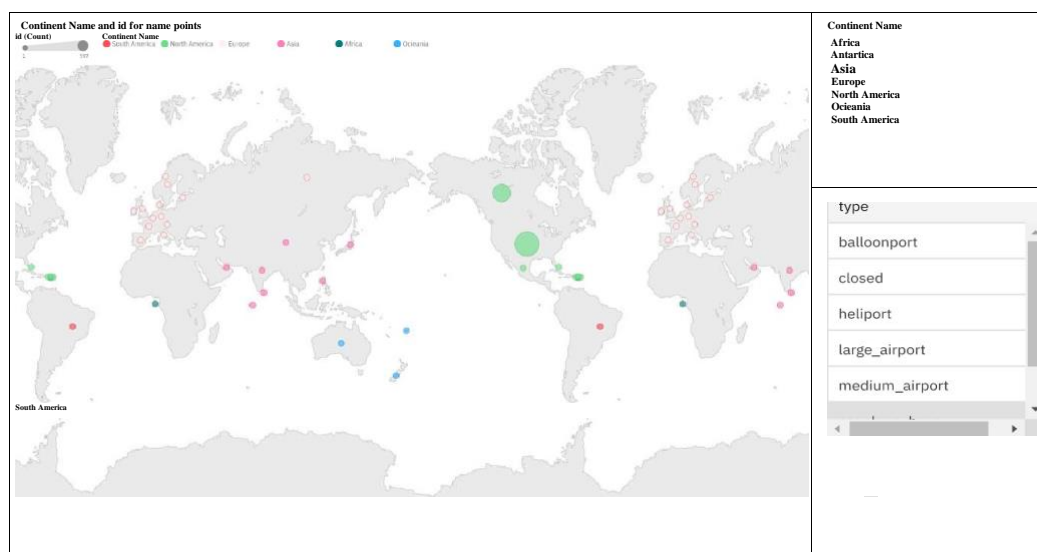 Continent Name and id for name points
id (Count)
Continent Name
South America North America Europe Asia Africa Oceania
1
South America
Continent Name
Africa
Antartica
Asia
Europe
North America
Ocieania
South America
type
balloonport
closed
heliport
large_airport
medium_airport